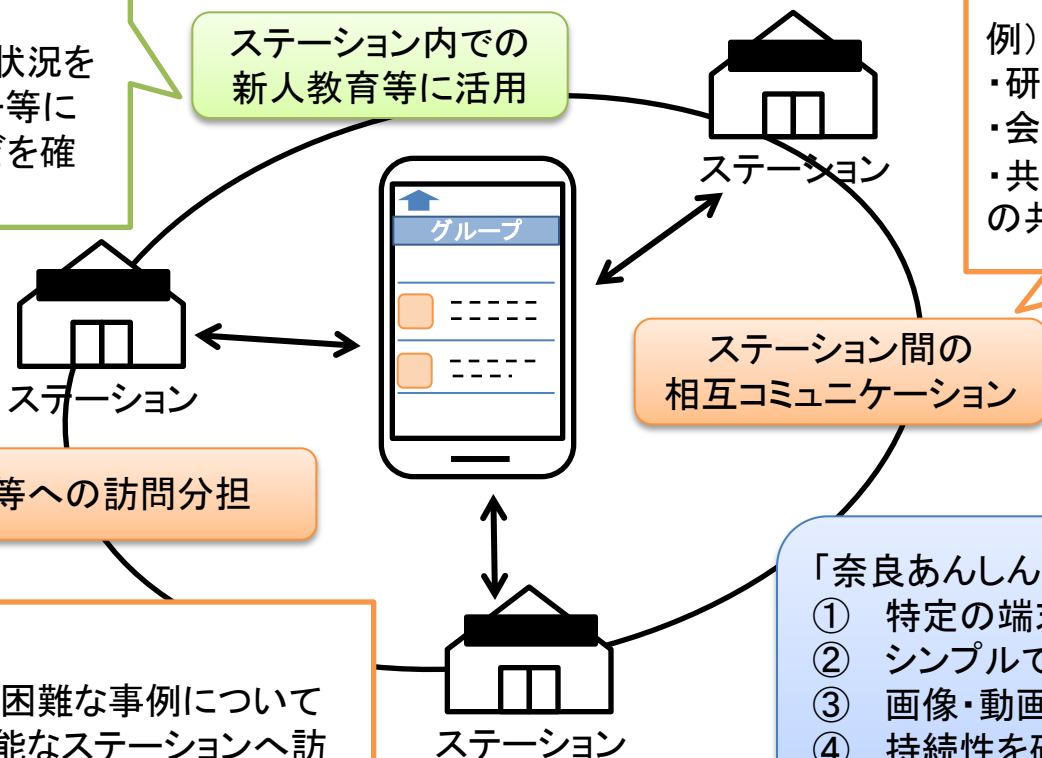 状況を
等に
を確
ステーション内での
新人教育等に活用
ステーション
例)
・研
・会
・共
の共
グループ
ステーション
ステーション間の
相互コミュニケーション
等への訪問分担
困難な事例について
能なステーションへ訪
ステーション
「奈良あんしん
① 特定の端
② シンプルで
③ 画像・動画
④ 持続性を